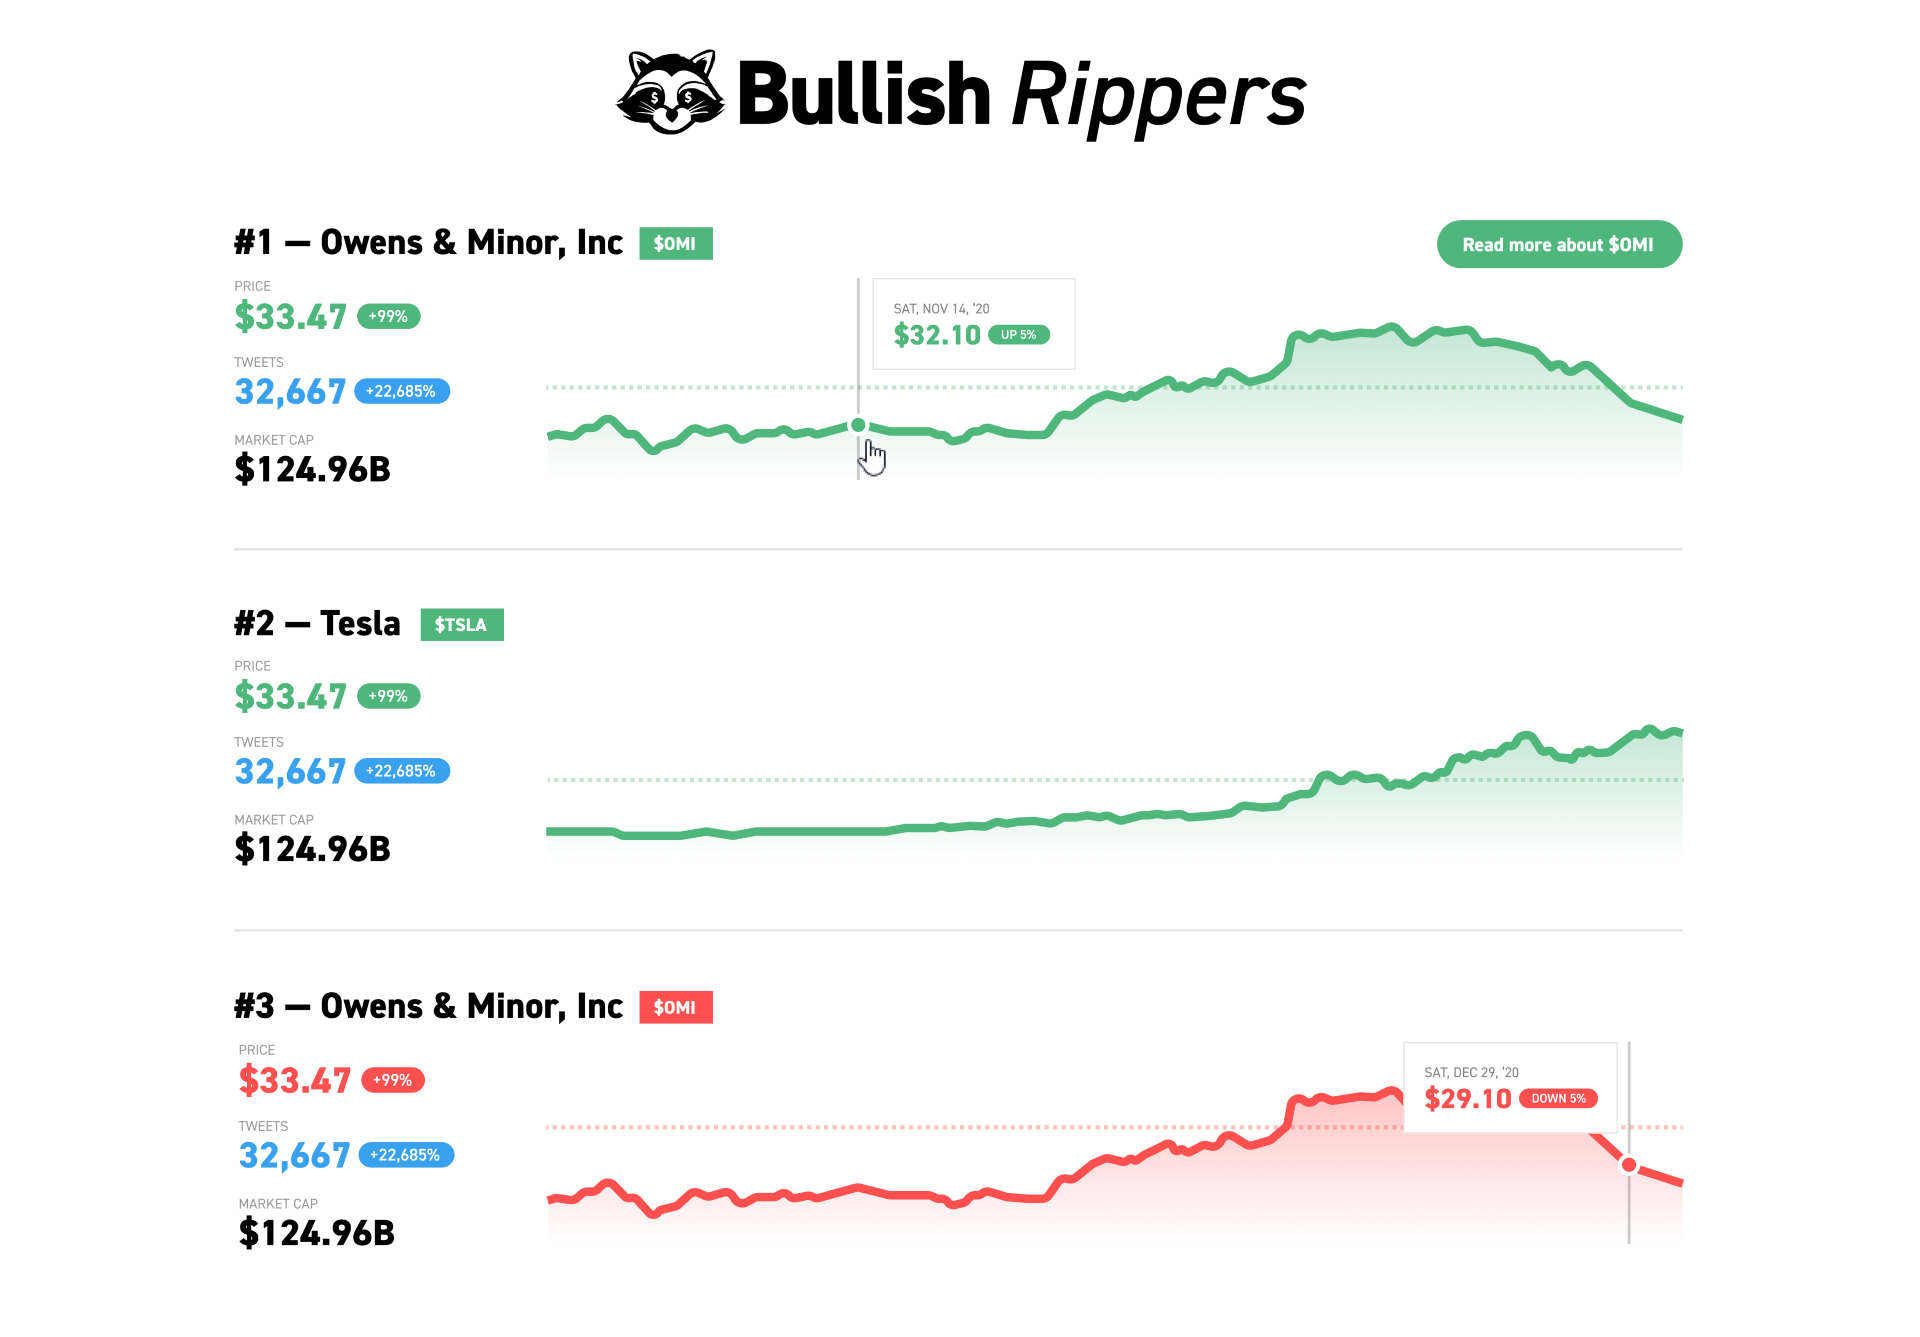 Bullish Rippers
#1 — Owens & Minor, Inc $OMI
Read more about $OMI
PRICE
$33.47 +99%
TWEETS
32,667 +22,685%
MARKET CAP
$124.96B
SAT, NOV 14, '20
$32.10 UP 5%
#2 — Tesla $TSLA
PRICE
$33.47 +99%
TWEETS
32,667 +22,685%
MARKET CAP
$124.96B
#3 — Owens & Minor, Inc $OMI
PRICE
$33.47 +99%
TWEETS
32,667 +22,685%
MARKET CAP
$124.96B
SAT, DEC 29, '20
$29.10 DOWN 5%